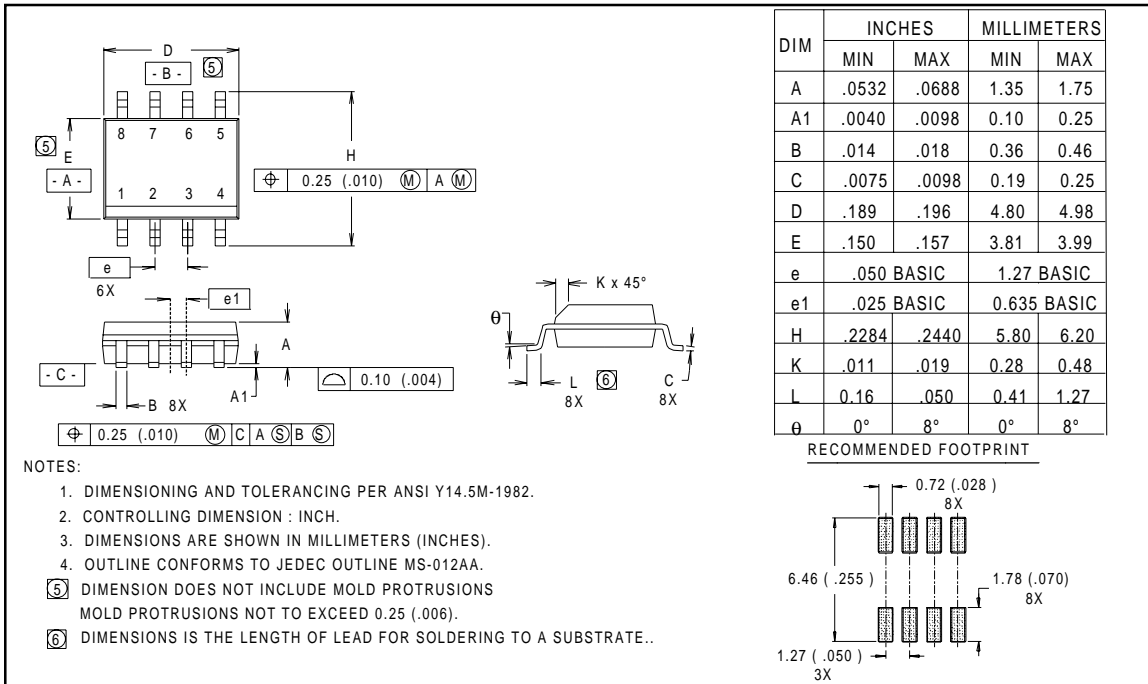 D
- B -
5
8 7 6 5
5
E
- A -
H
0.25 (.010) M A M
1 2 3 4
e
6X
e1
K x 45°
θ
A
- C -
A1
0.10 (.004)
B 8X
L 6
8X
C
8X
0.25 (.010) M C A S B S
DIM INCHES MILLIMETERS
MIN MAX MIN MAX
A .0532 .0688 1.35 1.75
A1 .0040 .0098 0.10 0.25
B .014 .018 0.36 0.46
C .0075 .0098 0.19 0.25
D .189 .196 4.80 4.98
E .150 .157 3.81 3.99
e .050 BASIC 1.27 BASIC
e1 .025 BASIC 0.635 BASIC
H .2284 .2440 5.80 6.20
K .011 .019 0.28 0.48
L 0.16 .050 0.41 1.27
θ 0° 8° 0° 8°
NOTES:
1. DIMENSIONING AND TOLERANCING PER ANSI Y14.5M-1982.
2. CONTROLLING DIMENSION : INCH.
3. DIMENSIONS ARE SHOWN IN MILLIMETERS (INCHES).
4. OUTLINE CONFORMS TO JEDEC OUTLINE MS-012AA.
5 DIMENSION DOES NOT INCLUDE MOLD PROTRUSIONS
MOLD PROTRUSIONS NOT TO EXCEED 0.25 (.006).
6 DIMENSIONS IS THE LENGTH OF LEAD FOR SOLDERING TO A SUBSTRATE..
RECOMMENDED FOOTPRINT
0.72 (.028 )
8X
6.46 ( .255 )
1.78 (.070)
8X
1.27 ( .050 )
3X